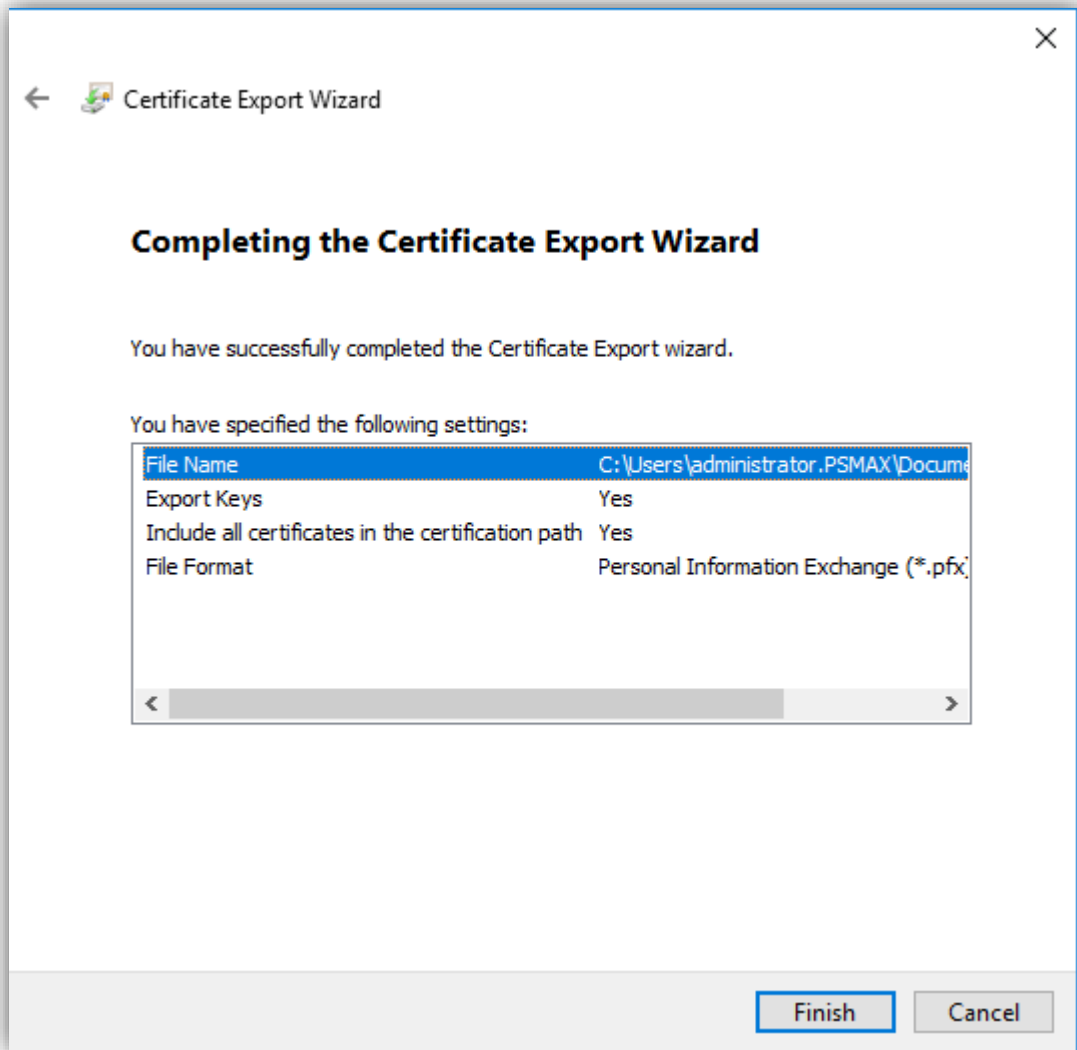 Certificate Export Wizard
Completing the Certificate Export Wizard
You have successfully completed the Certificate Export wizard.
You have specified the following settings:
File Name C:\Users\administrator.PSMAX\Docume
Export Keys Yes
Include all certificates in the certification path Yes
File Format Personal Information Exchange (*.pfx)
Finish Cancel